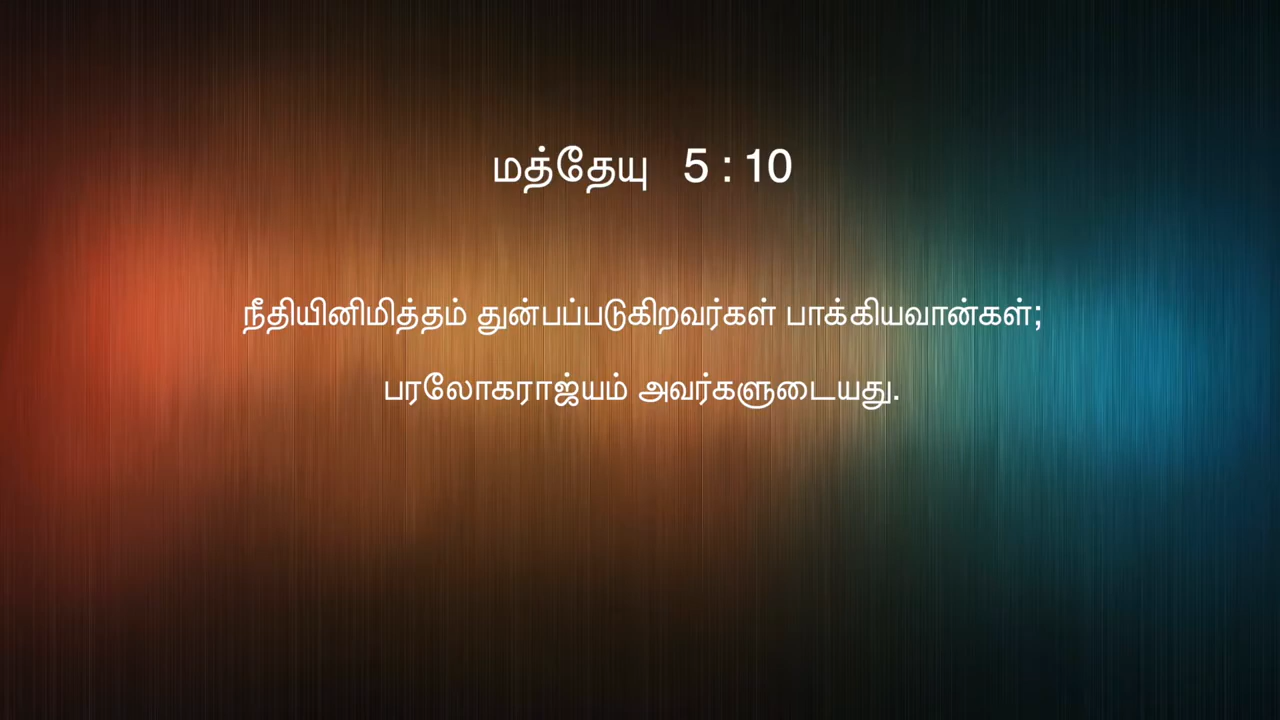 மத்தேயு 5 : 10
நீதியினிமித்தம் துன்பப்படுகிறவர்கள் பாக்கியவான்கள்;
பரலோகராஜ்யம் அவர்களுடையது.